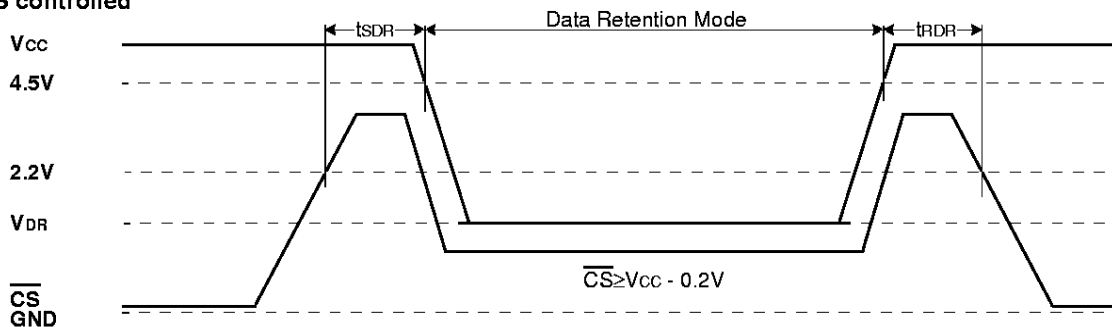 controlled
tSDR
Data Retention Mode
tRDR
VCC
4.5V
2.2V
VDR
CS≥VCC - 0.2V
CS
GND